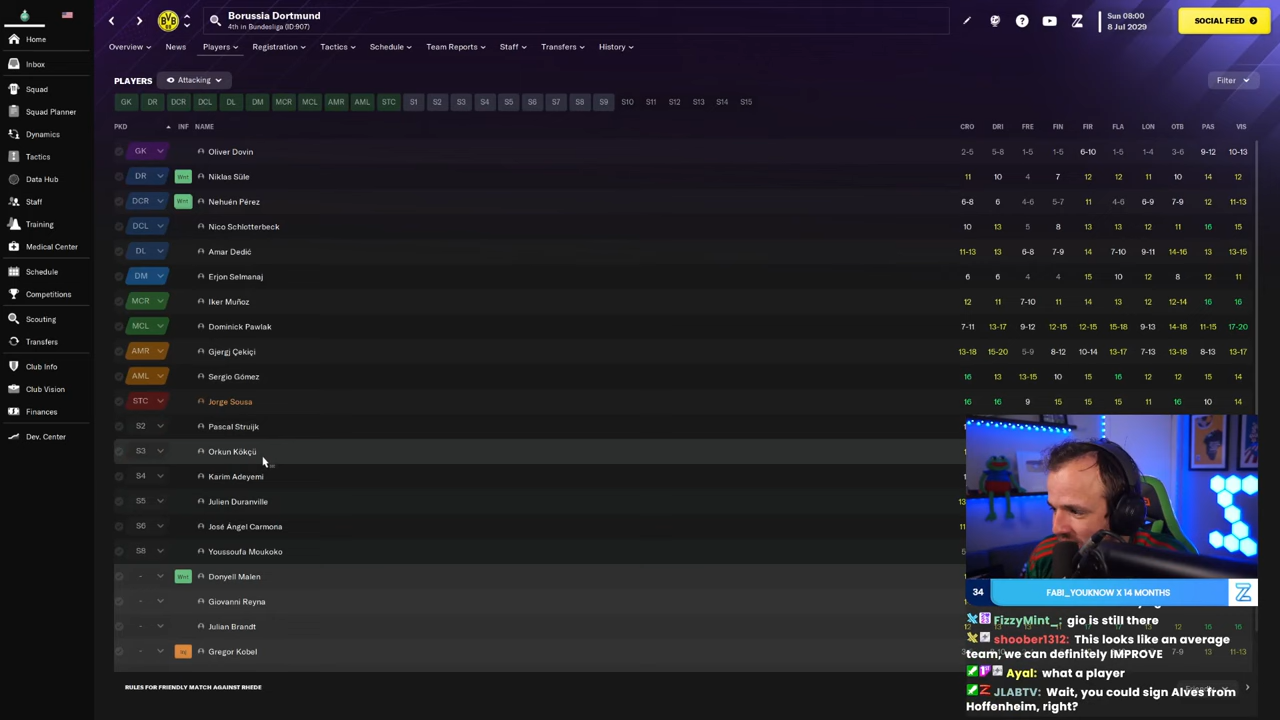 Borussia Dortmund
4th in Bundesliga (ID:907)
Sun 08:00
8 Jul 2029
SOCIAL FEED
Home
Inbox
Squad
Squad Planner
Dynamics
Tactics
Data Hub
Staff
Training
Medical Center
Schedule
Competitions
Scouting
Transfers
Club Info
Club Vision
Finances
Dev. Center
Overview News Players Registration Tactics Schedule Team Reports Staff Transfers History
PLAYERS Attacking Filter
GK DR DCR DCL DL DM MCR MCL AMR AML STC S1 S2 S3 S4 S5 S6 S7 S8 S9 S10 S11 S12 S13 S14 S15
PKD INF NAME CRO DRI FRE FIN FIR FLA LON OTB PAS VIS
GK Oliver Dovin 2-5 5-8 1-5 1-5 6-10 1-5 1-4 3-6 9-12 10-13
DR Wnt Niklas Süle 11 10 4 7 12 12 11 10 14 12
DCR Wnt Nehuén Pérez 6-8 6 4-6 5-7 11 4-6 6-9 7-9 12 11-13
DCL Nico Schlotterbeck 10 13 5 8 13 13 12 11 16 15
DL Amar Dedić 11-13 13 6-8 7-9 14 7-10 9-11 14-16 13 13-15
DM Erjon Selmanaj 6 6 4 4 15 10 12 8 12 11
MCR Iker Muñoz 12 11 7-10 11 14 13 12 12-14 16 16
MCL Dominick Pawlak 7-11 13-17 9-12 12-15 12-15 15-18 9-13 14-18 11-15 17-20
AMR Gjergj Çekiçi 13-18 15-20 5-9 8-12 10-14 13-17 7-13 13-18 8-13 13-17
AML Sergio Gómez 16 13 13-15 10 15 16 12 12 15 14
STC Jorge Sousa 16 16 9 15 15 15 11 16 10 14
S2 Pascal Struijk
S3 Orkun Kökçü
S4 Karim Adeyemi
S5 Julien Duranville
S6 José Ángel Carmona
S8 Youssoufa Moukoko
- Wnt Donyell Malen
- Giovanni Reyna
- Julian Brandt
- Gregor Kobel
RULES FOR FRIENDLY MATCH AGAINST RHEDE
34 FABI_YOUKNOW X 14 MONTHS
FizzyMint_: gio is still there
shoober1312: This looks like an average
team, we can definitely IMPROVE
Ayal: what a player
JLABTV: Wait, you could sign Alves from
Hoffenheim, right?